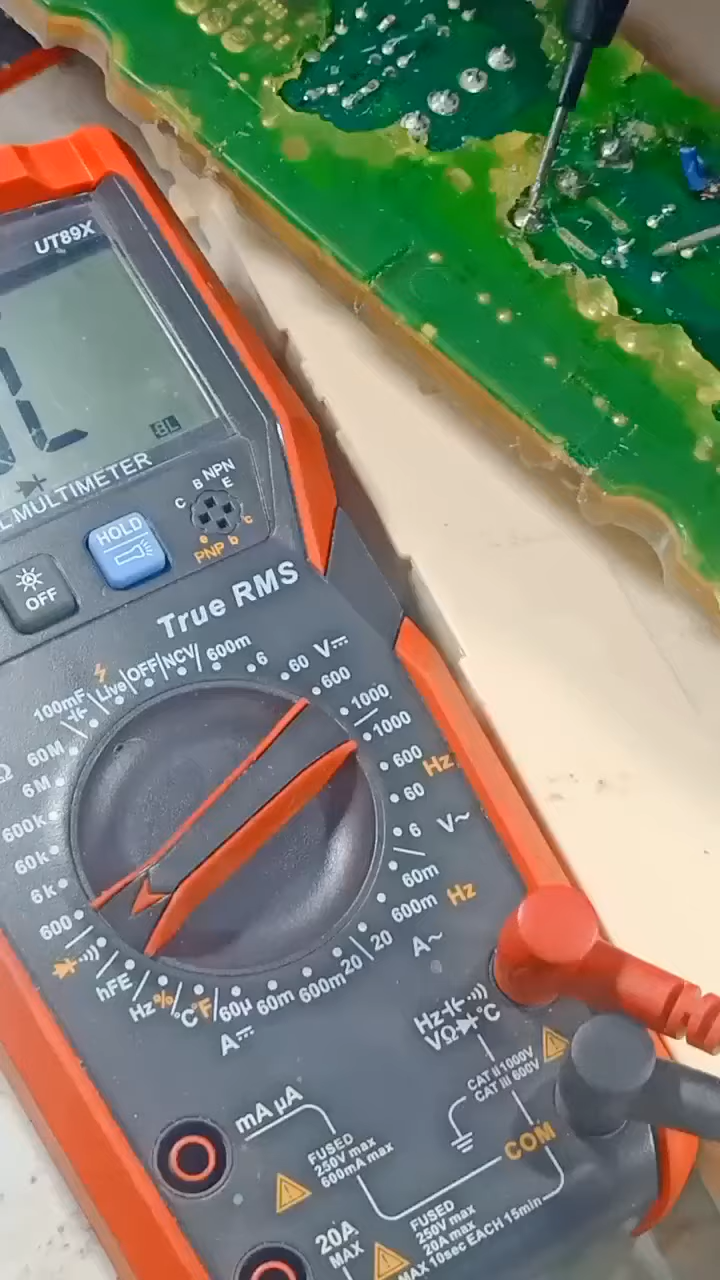 UT89X
0L
BL
L MULTIMETER
HOLD
OFF
NPN
B
E
C
e
c
PNP b
True RMS
100mF
Live
OFF
NCV
600m
6
60
V
600
1000
1000
600
Hz
60
6
V~
60m
600m
Hz
20
A~
20
600m
60m
60μ
A
°C°F
Hz%
hFE
600
6k
60k
600k
6M
60M
Ω
Hz
VΩ °C
CAT II 1000V
CAT III 600V
COM
mA μA
FUSED
250V max
600mA max
20A
MAX
FUSED
250V max
20A max
MAX 10sec EACH 15min